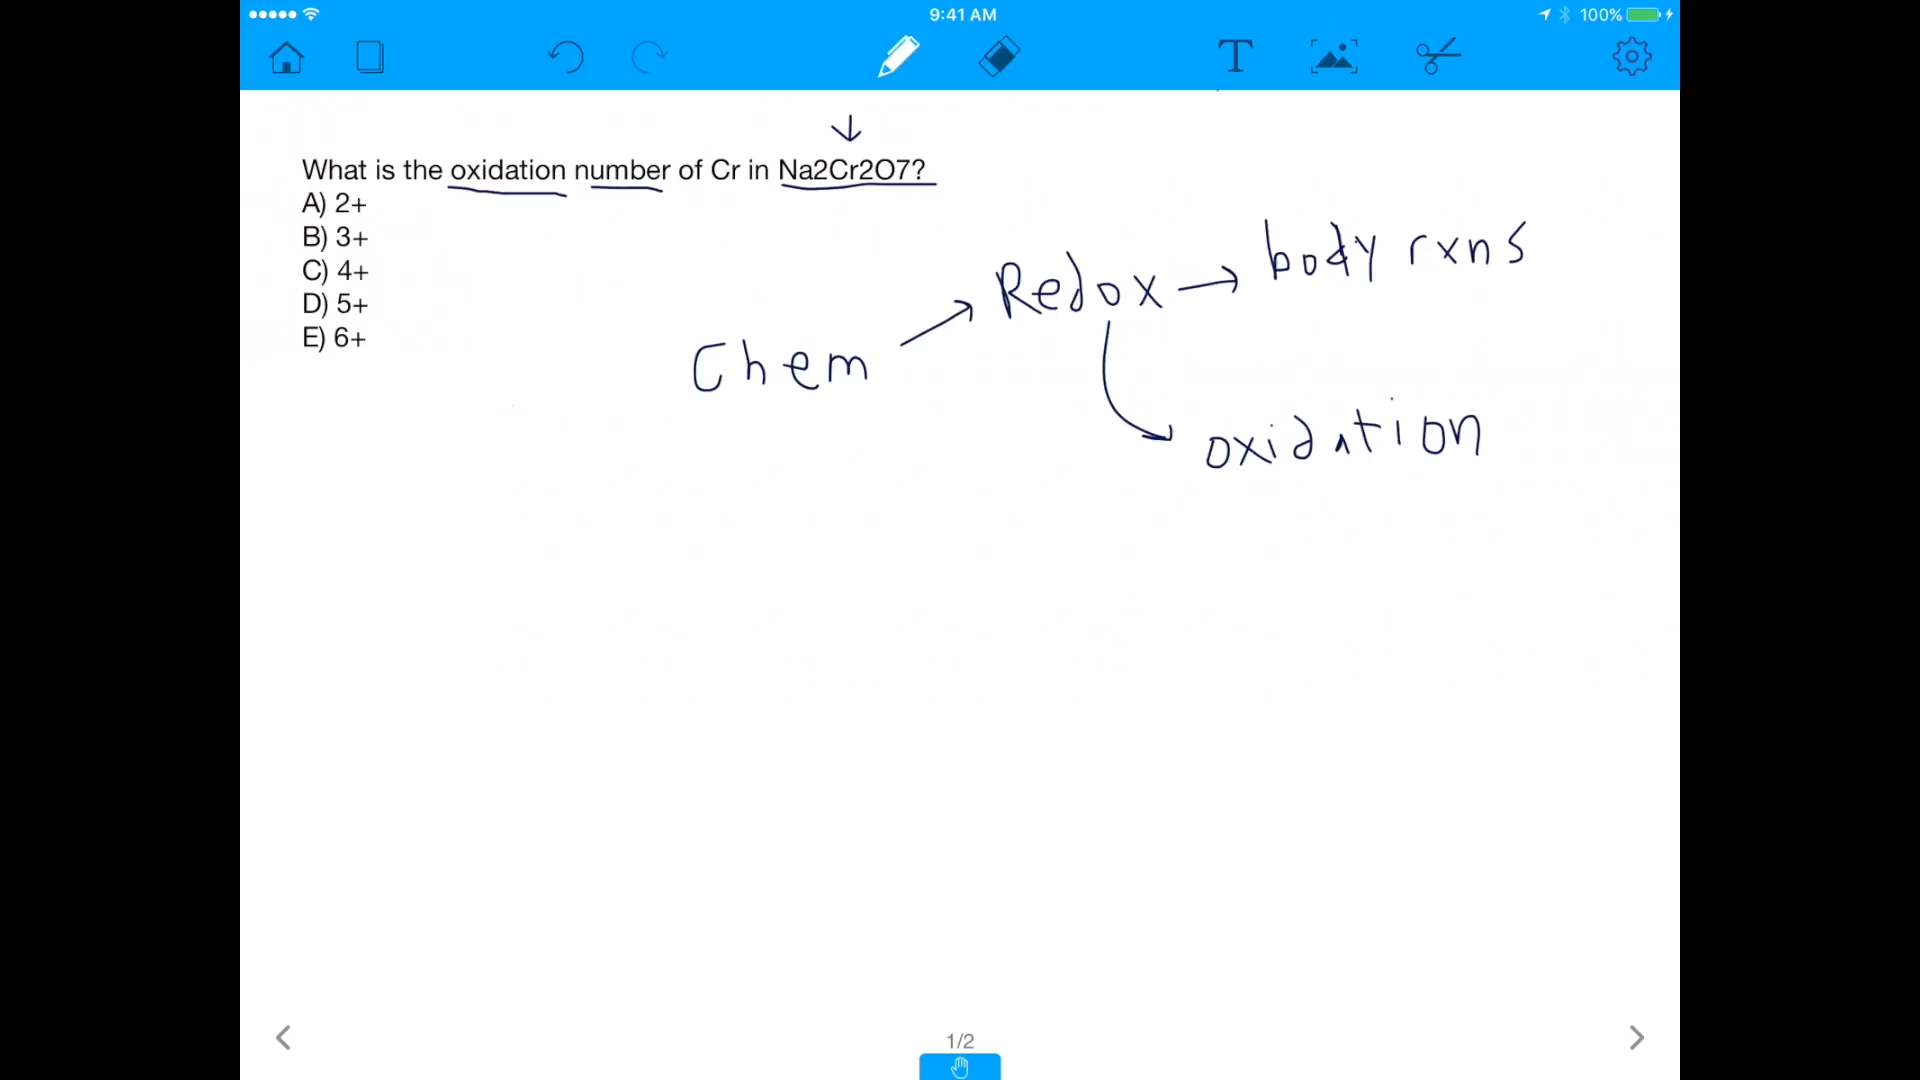 9:41 AM
100%
T
What is the oxidation number of Cr in Na2Cr2O7?
A) 2+
B) 3+
C) 4+
D) 5+
E) 6+
Chem → Redox → body rxns
oxidation
1/2